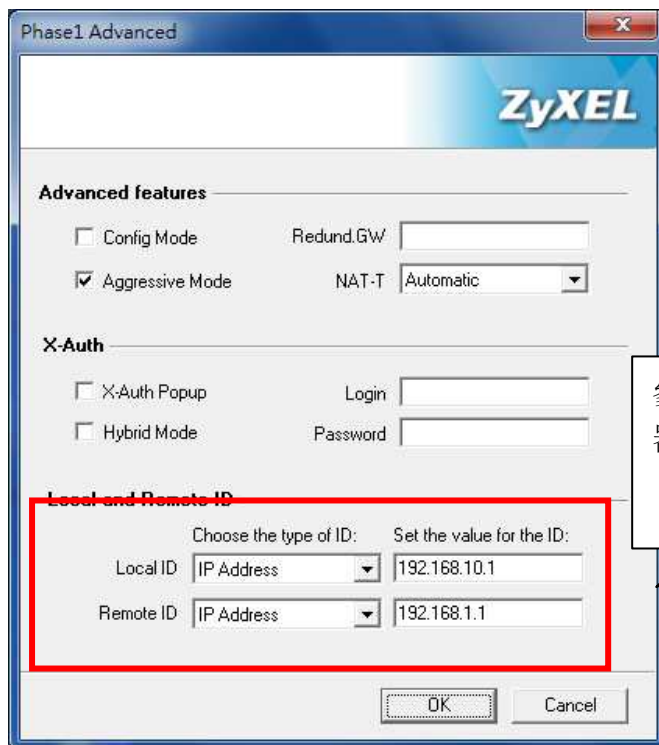 Phase1 Advanced
ZyXEL
Advanced features
Config Mode
Redund.GW
Aggressive Mode
NAT-T
Automatic
X-Auth
X-Auth Popup
Login
Hybrid Mode
Password
Local and Remote ID
Choose the type of ID:
Set the value for the ID:
Local ID
IP Address
192.168.10.1
Remote ID
IP Address
192.168.1.1
OK
Cancel